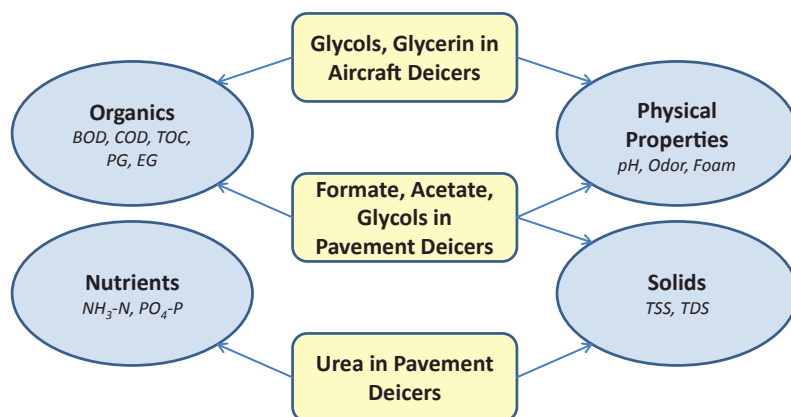 Glycols, Glycerin in
Aircraft Deicers
Organics
BOD, COD, TOC,
PG, EG
Physical
Properties
pH, Odor, Foam
Formate, Acetate,
Glycols in
Pavement Deicers
Nutrients
NH₃-N, PO₄-P
Solids
TSS, TDS
Urea in Pavement
Deicers